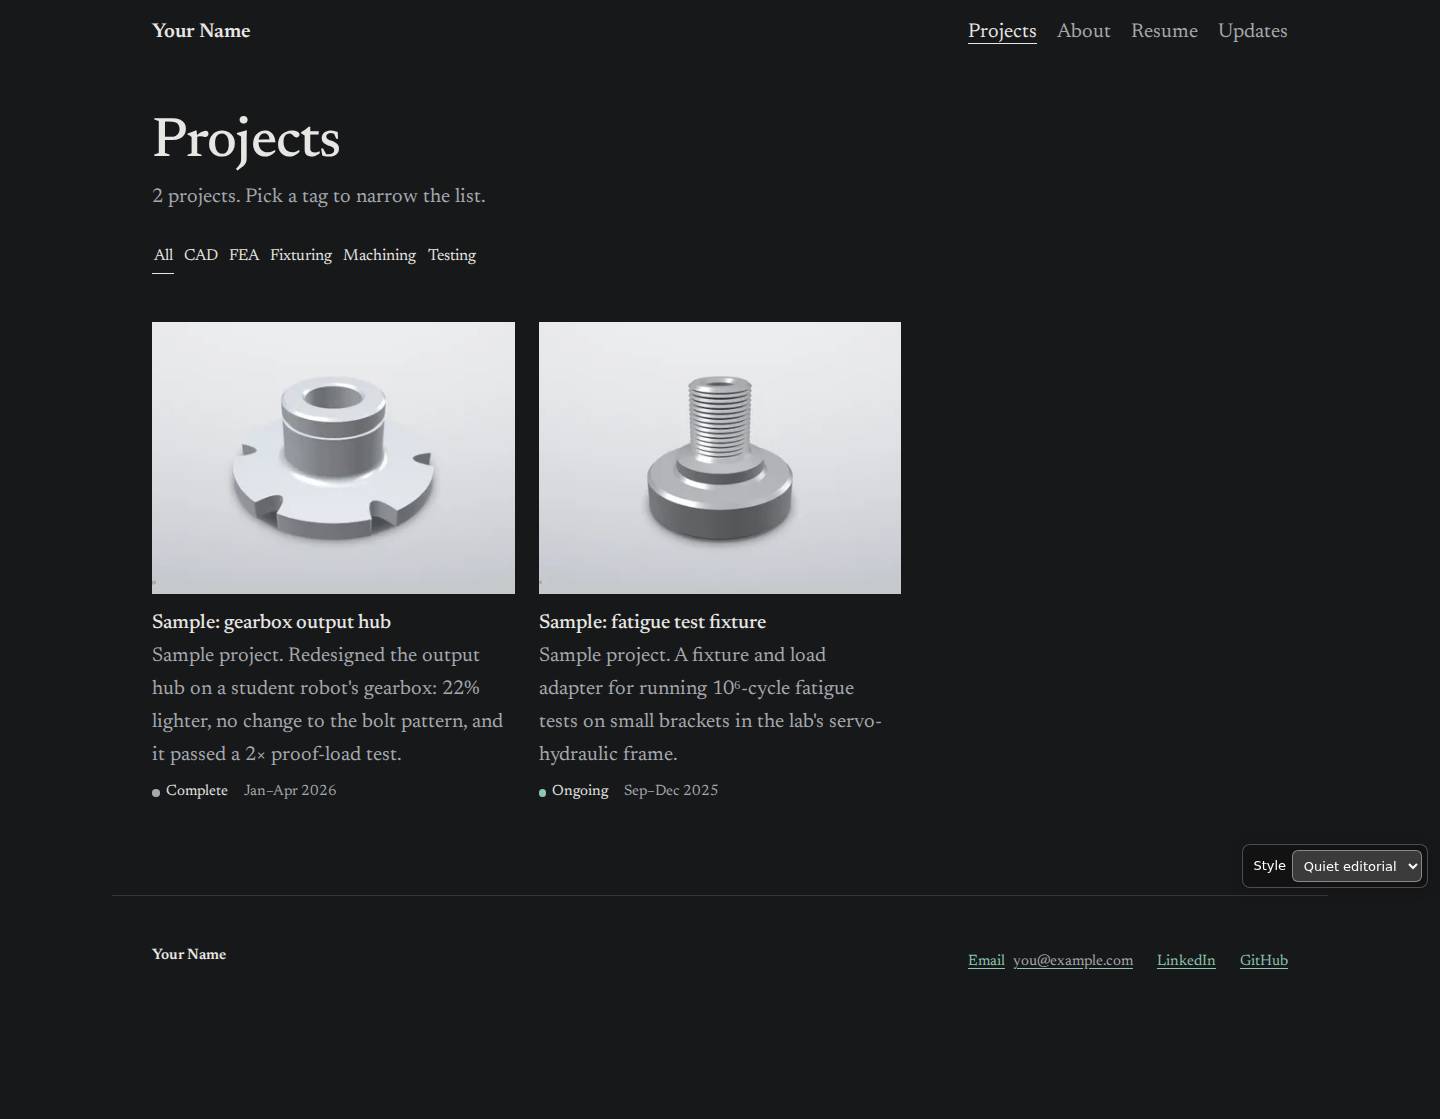 Your Name
Projects About Resume Updates
Projects
2 projects. Pick a tag to narrow the list.
All CAD FEA Fixturing Machining Testing
Sample: gearbox output hub
Sample project. Redesigned the output
hub on a student robot's gearbox: 22%
lighter, no change to the bolt pattern, and
it passed a 2× proof-load test.
Complete Jan–Apr 2026
Sample: fatigue test fixture
Sample project. A fixture and load
adapter for running 10⁶-cycle fatigue
tests on small brackets in the lab's servo-
hydraulic frame.
Ongoing Sep–Dec 2025
Style Quiet editorial
Your Name
Email you@example.com LinkedIn GitHub